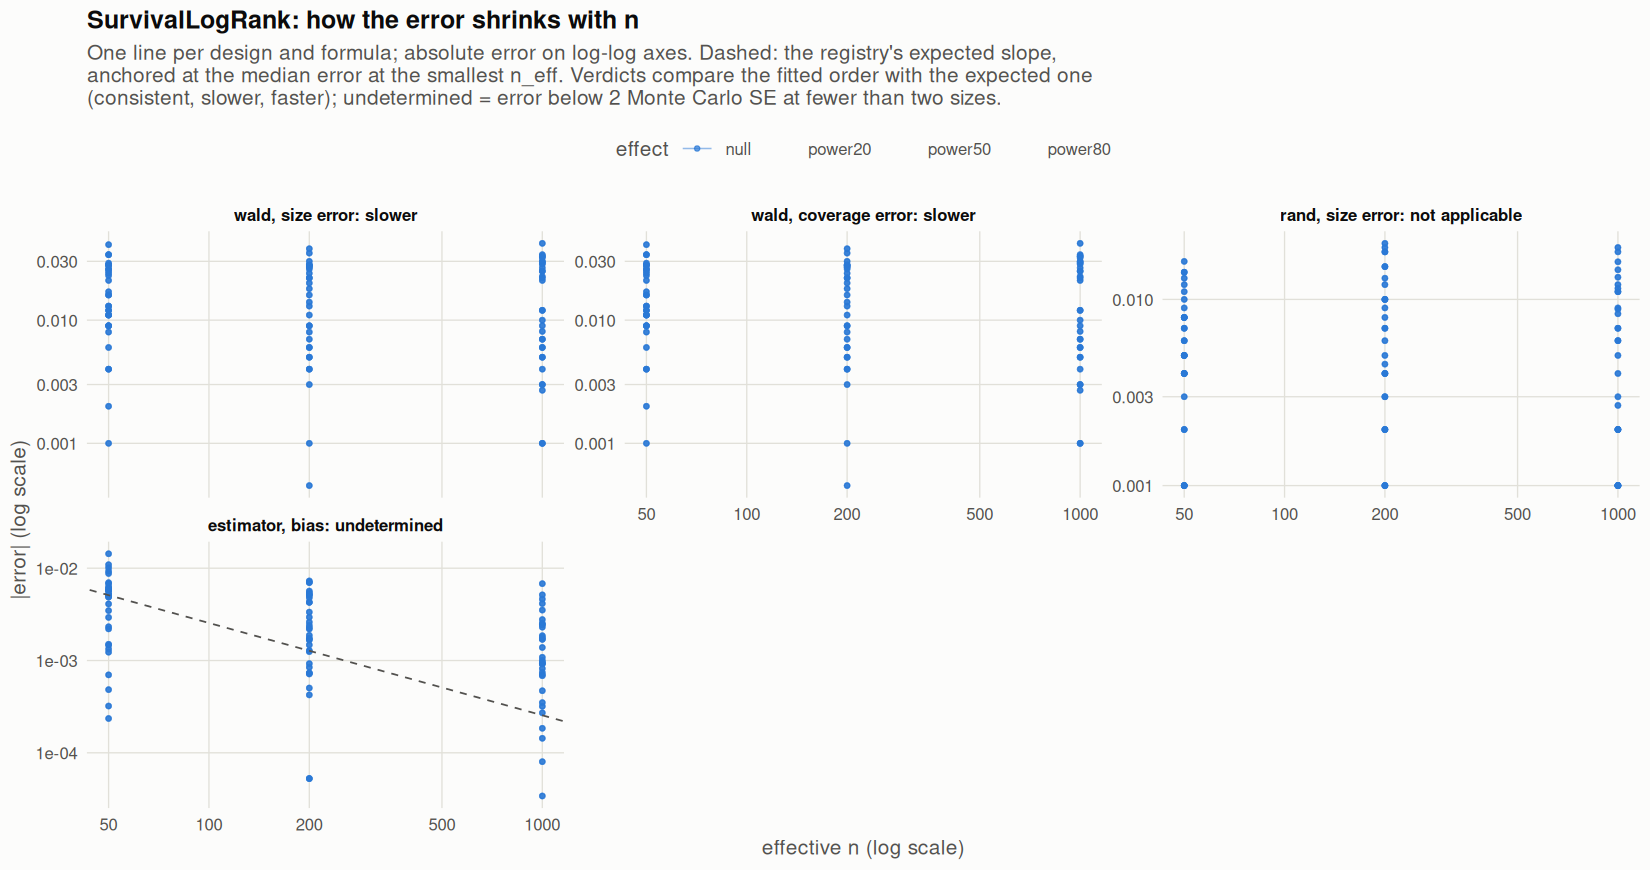 SurvivalLogRank: how the error shrinks with n
One line per design and formula; absolute error on log-log axes. Dashed: the registry's expected slope,
anchored at the median error at the smallest n_eff. Verdicts compare the fitted order with the expected one
(consistent, slower, faster); undetermined = error below 2 Monte Carlo SE at fewer than two sizes.
effect null power20 power50 power80
wald, size error: slower
0.030
0.010
0.003
0.001
wald, coverage error: slower
0.030
0.010
0.003
0.001
50 100 200 500 1000
rand, size error: not applicable
0.010
0.003
0.001
50 100 200 500 1000
estimator, bias: undetermined
1e-02
1e-03
1e-04
50 100 200 500 1000
|error| (log scale)
effective n (log scale)